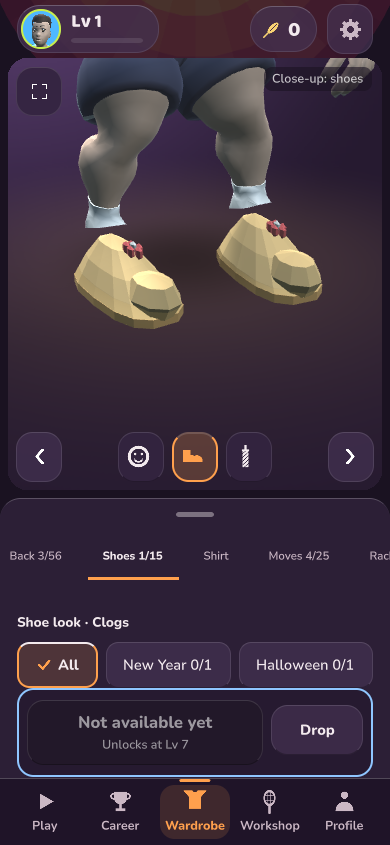 Lv 1
0
Close-up: shoes
Back 3/56
Shoes 1/15
Shirt
Moves 4/25
Shoe look · Clogs
All
New Year 0/1
Halloween 0/1
Not available yet
Unlocks at Lv 7
Drop
Play
Career
Wardrobe
Workshop
Profile